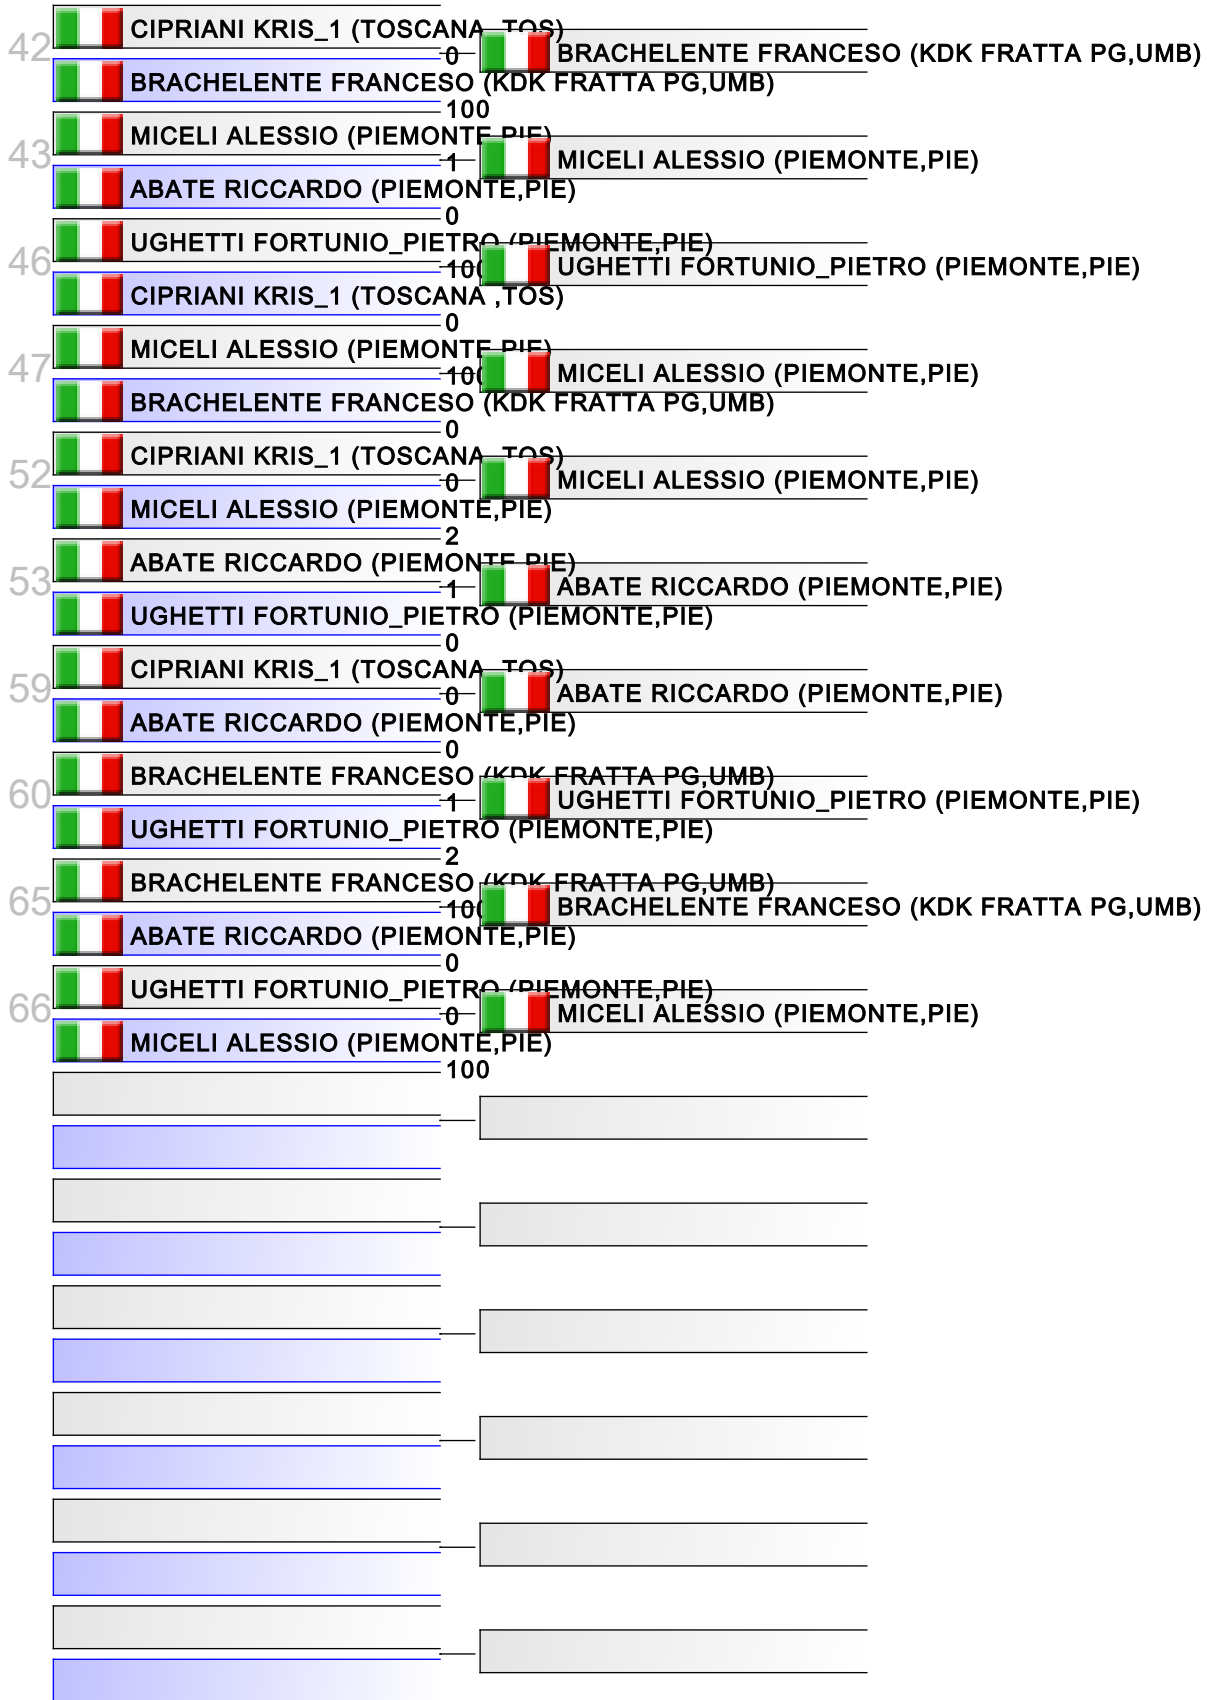 42
CIPRIANI KRIS_1 (TOSCANA ,TOS)
0
BRACHELENTE FRANCESO (KDK FRATTA PG,UMB)
BRACHELENTE FRANCESO (KDK FRATTA PG,UMB)
100
43
MICELI ALESSIO (PIEMONTE,PIE)
1
MICELI ALESSIO (PIEMONTE,PIE)
ABATE RICCARDO (PIEMONTE,PIE)
0
46
UGHETTI FORTUNIO_PIETRO (PIEMONTE,PIE)
100
UGHETTI FORTUNIO_PIETRO (PIEMONTE,PIE)
CIPRIANI KRIS_1 (TOSCANA ,TOS)
0
47
MICELI ALESSIO (PIEMONTE,PIE)
100
MICELI ALESSIO (PIEMONTE,PIE)
BRACHELENTE FRANCESO (KDK FRATTA PG,UMB)
0
52
CIPRIANI KRIS_1 (TOSCANA ,TOS)
0
MICELI ALESSIO (PIEMONTE,PIE)
MICELI ALESSIO (PIEMONTE,PIE)
2
53
ABATE RICCARDO (PIEMONTE,PIE)
1
ABATE RICCARDO (PIEMONTE,PIE)
UGHETTI FORTUNIO_PIETRO (PIEMONTE,PIE)
0
59
CIPRIANI KRIS_1 (TOSCANA ,TOS)
0
ABATE RICCARDO (PIEMONTE,PIE)
ABATE RICCARDO (PIEMONTE,PIE)
0
60
BRACHELENTE FRANCESO (KDK FRATTA PG,UMB)
1
UGHETTI FORTUNIO_PIETRO (PIEMONTE,PIE)
UGHETTI FORTUNIO_PIETRO (PIEMONTE,PIE)
2
65
BRACHELENTE FRANCESO (KDK FRATTA PG,UMB)
100
BRACHELENTE FRANCESO (KDK FRATTA PG,UMB)
ABATE RICCARDO (PIEMONTE,PIE)
0
66
UGHETTI FORTUNIO_PIETRO (PIEMONTE,PIE)
0
MICELI ALESSIO (PIEMONTE,PIE)
MICELI ALESSIO (PIEMONTE,PIE)
100